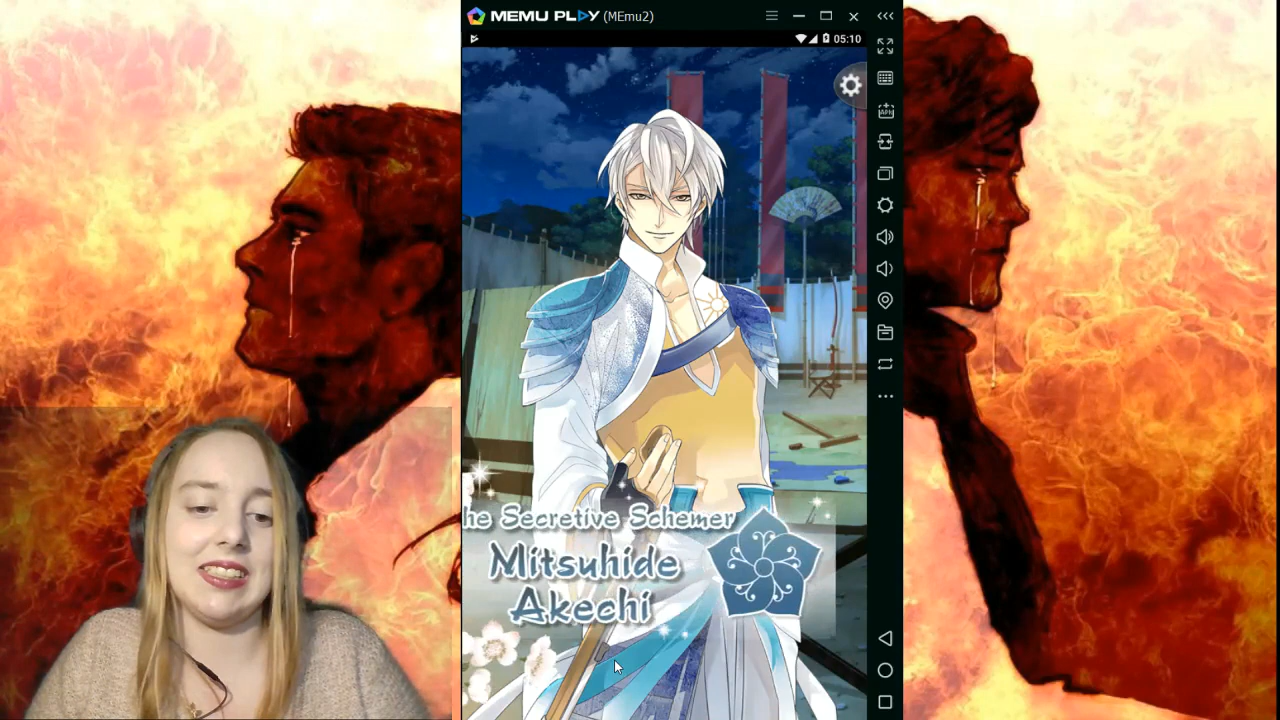 MEMU PLAY (MEmu2)
05:10
he Secretive Schemer
Mitsuhide
Akechi